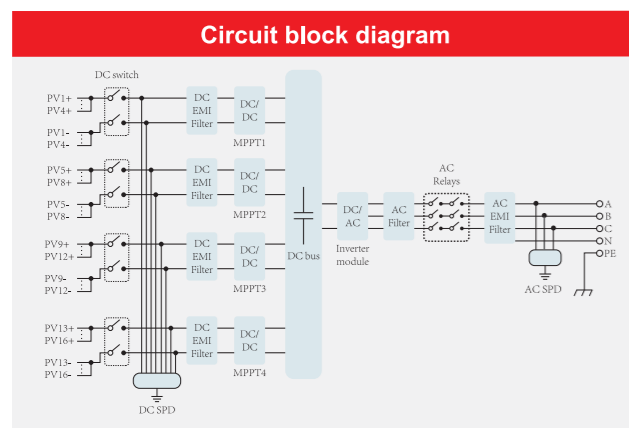 Circuit block diagram
DC switch
PV1+
PV4+
PV1-
PV4-
DC
EMI
Filter
DC/
DC
MPPT1
PV5+
PV8+
PV5-
PV8-
DC
EMI
Filter
DC/
DC
MPPT2
PV9+
PV12+
PV9-
PV12-
DC
EMI
Filter
DC/
DC
MPPT3
PV13+
PV16+
PV13-
PV16-
DC
EMI
Filter
DC/
DC
MPPT4
DC SPD
DC bus
DC/
AC
Inverter
module
AC
Filter
AC
Relays
AC
EMI
Filter
AC SPD
A
B
C
N
PE